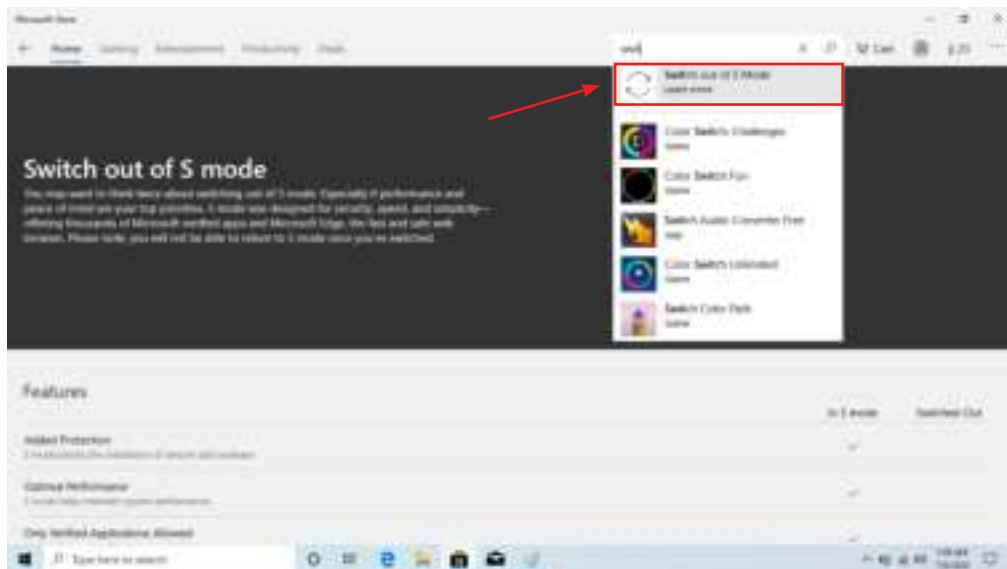 Microsoft Store
Home Gaming Entertainment Productivity Deals
swit
Cart
Switch out of S Mode
Learn more
Switch out of S mode
You may want to think twice about switching out of S mode. Especially if performance and
peace of mind are your top priorities. S mode was designed for security, speed, and simplicity—
offering thousands of Microsoft verified apps and Microsoft Edge, the fast and safe web
browser. Please note, you will not be able to return to S mode once you've switched.
Color Switch: Challenges
Game
Color Switch Fun
Game
Switch Audio Converter Free
App
Color Switch Unlimited
Game
Switch Color Path
Game
Features
In S mode Switched Out
Added Protection
Optimal Performance
Only Verified Applications Allowed
Type here to search